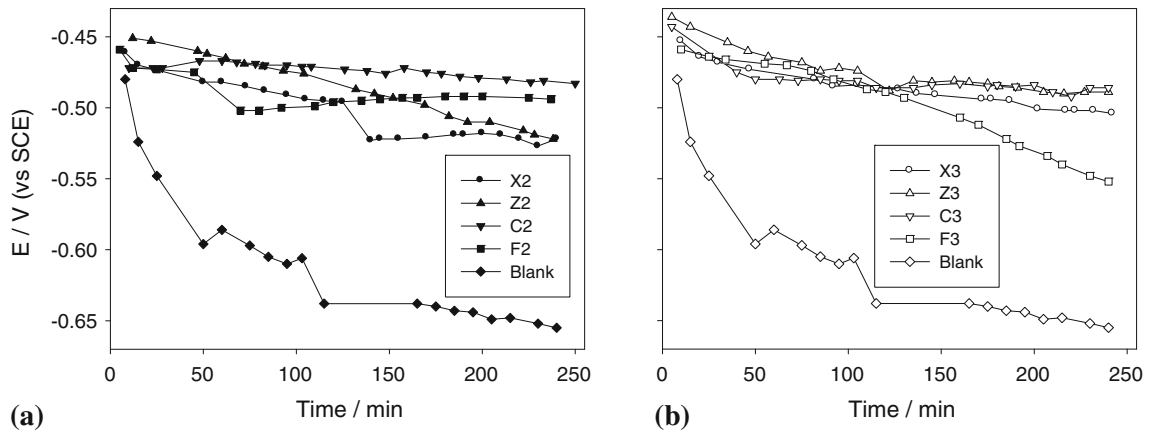 E / V (vs SCE)
-0.45
-0.50
-0.55
-0.60
-0.65
X2
Z2
C2
F2
Blank
0 50 100 150 200 250
Time / min
(a)
X3
Z3
C3
F3
Blank
0 50 100 150 200 250
Time / min
(b)